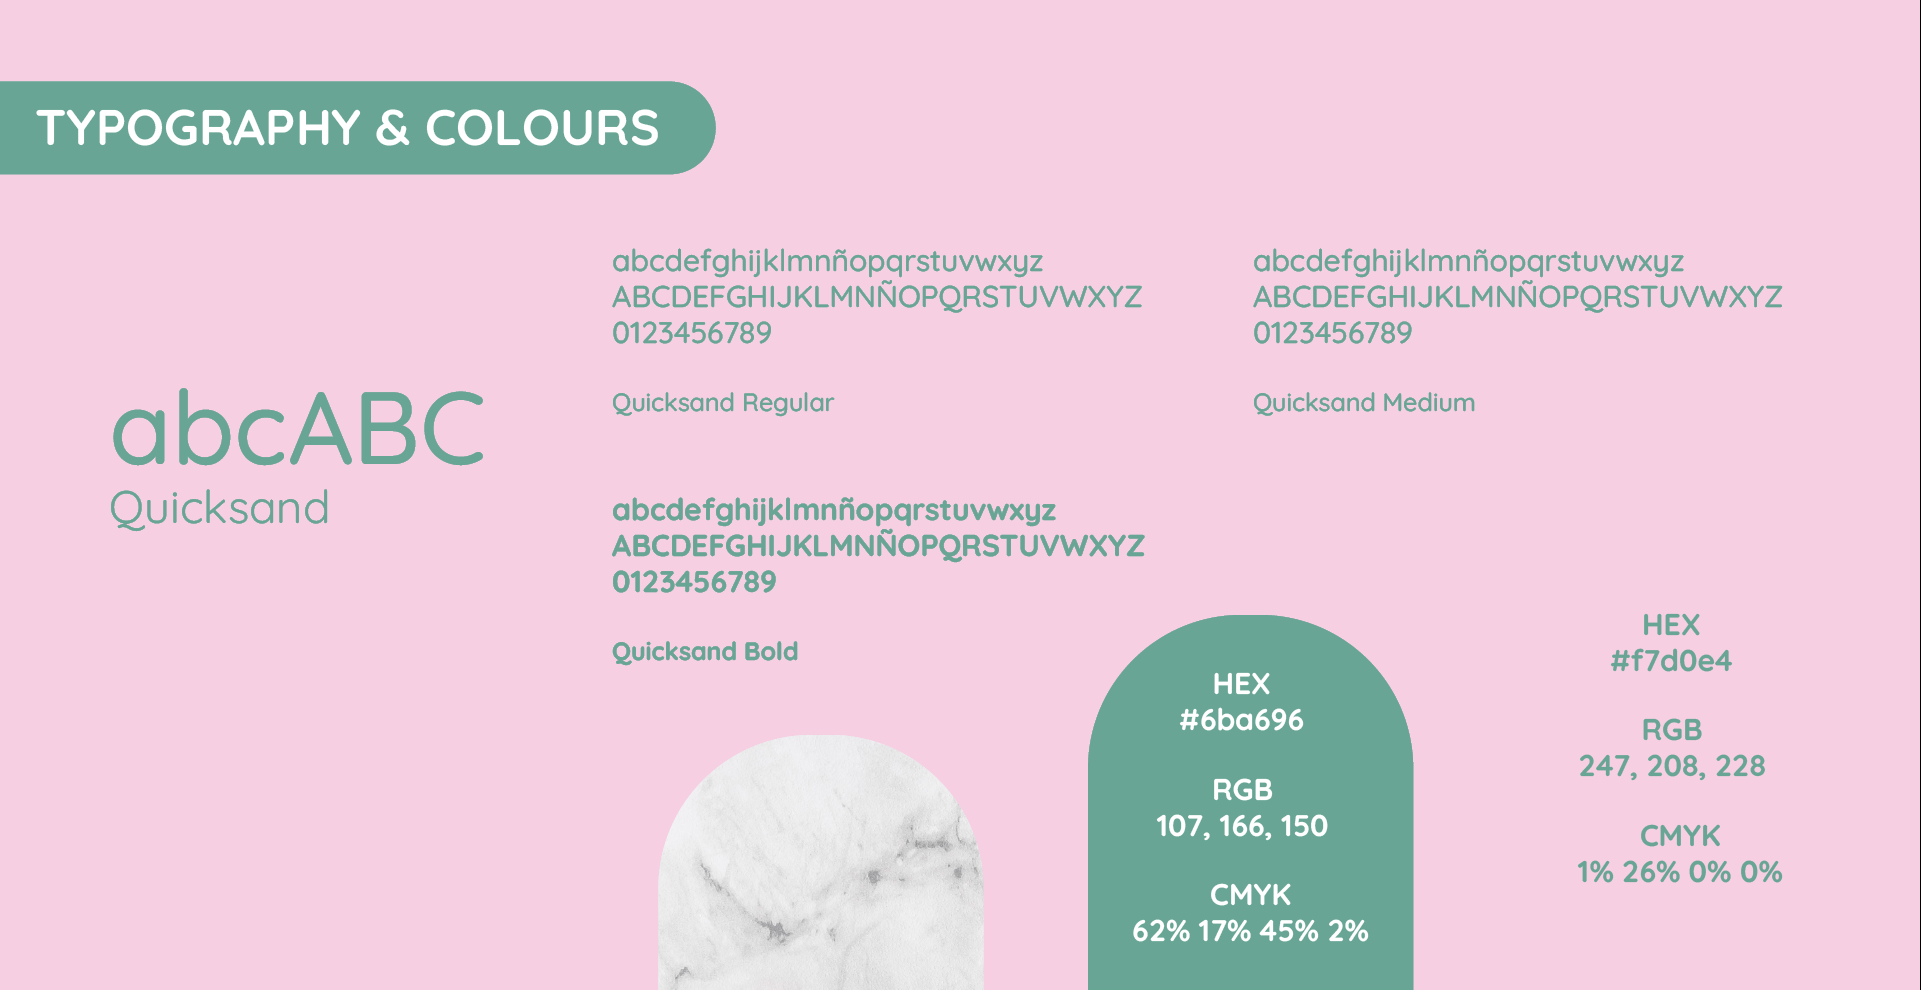 TYPOGRAPHY & COLOURS
abcABC
Quicksand
abcdefghijklmnñopqrstuvwxyz
ABCDEFGHIJKLMNÑOPQRSTUVWXYZ
0123456789
Quicksand Regular
abcdefghijklmnñopqrstuvwxyz
ABCDEFGHIJKLMNÑOPQRSTUVWXYZ
0123456789
Quicksand Medium
abcdefghijklmnñopqrstuvwxyz
ABCDEFGHIJKLMNÑOPQRSTUVWXYZ
0123456789
Quicksand Bold
HEX
#6ba696
RGB
107, 166, 150
CMYK
62% 17% 45% 2%
HEX
#f7d0e4
RGB
247, 208, 228
CMYK
1% 26% 0% 0%